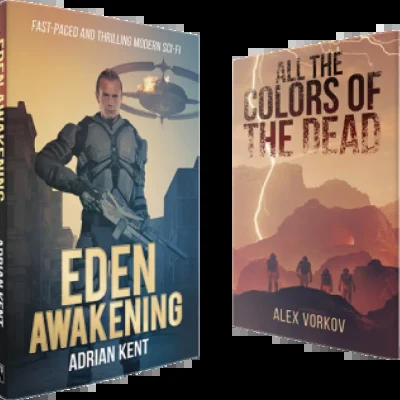 EDEN AWAKENING
ADRIAN KENT
FAST-PACED AND THRILLING MODERN SCI-FI
EDEN
AWAKENING
ADRIAN KENT
ALL THE
COLORS OF
THE DEAD
ALEX VORKOV